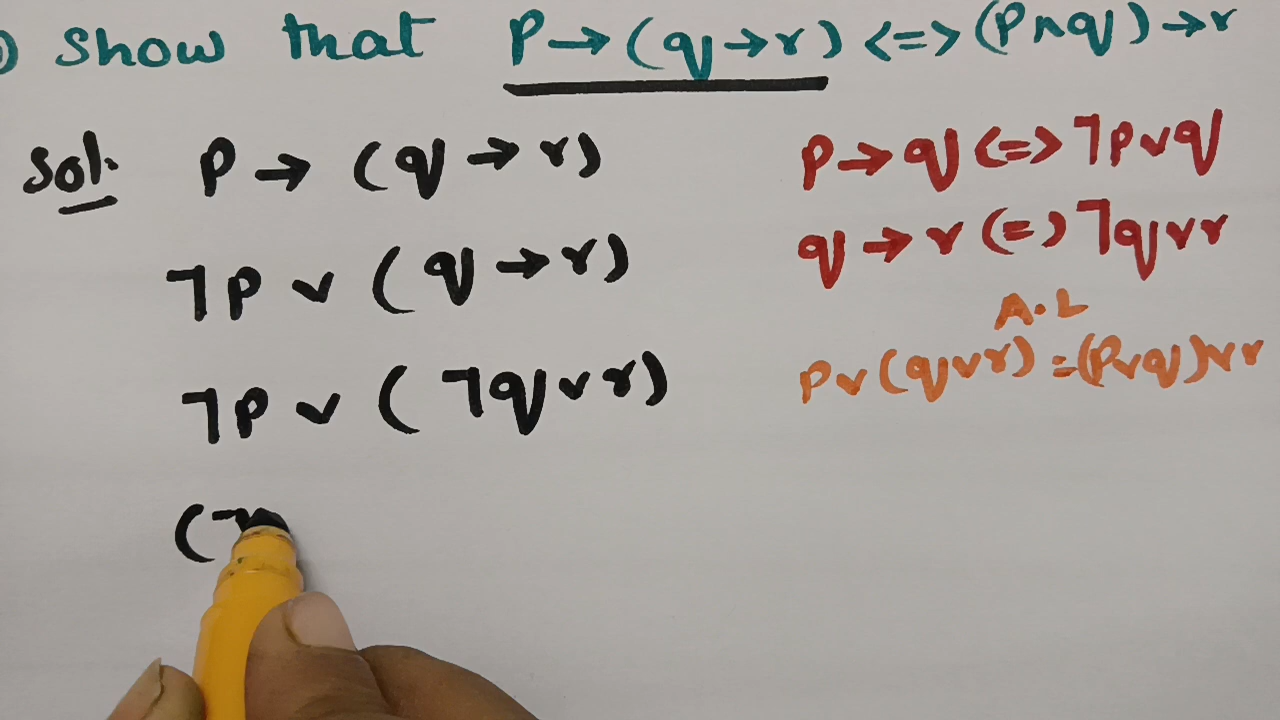 ) Show that P → (q → r) <=> (P ∧ q) → r
Sol: P → (q → r)
¬P ∨ (q → r)
¬P ∨ (¬q ∨ r)
(¬
P → q <=> ¬P ∨ q
q → r <=> ¬q ∨ r
A.L
P ∨ (q ∨ r) = (P ∨ q) ∨ r